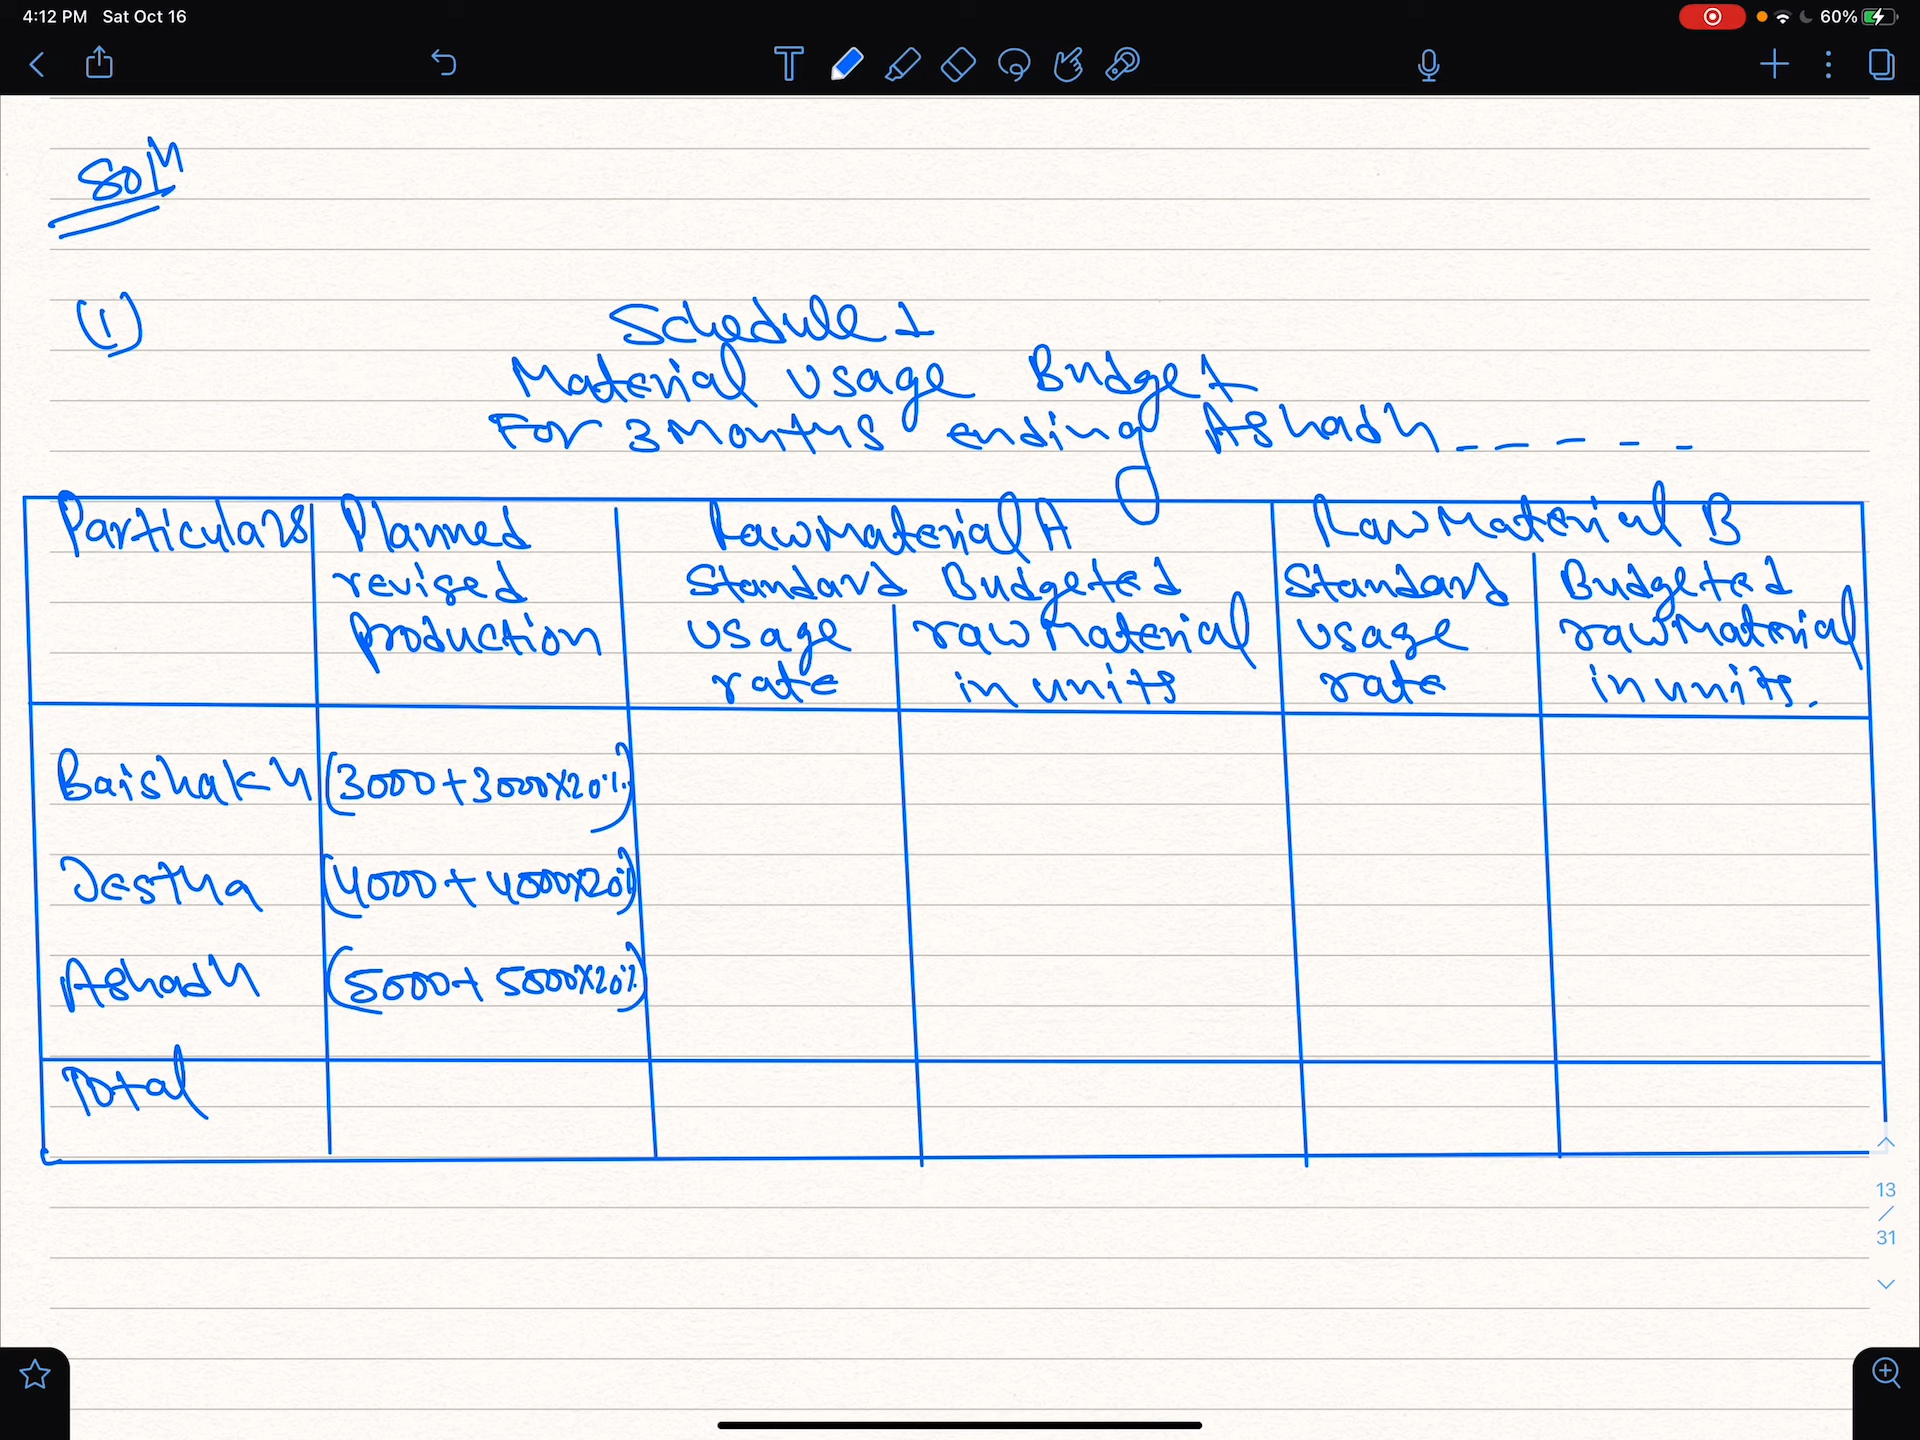 4:12 PM Sat Oct 16
60%
Soln
(1)
Schedule 1
Material Usage Budget
For 3 Months ending Ashadh _ _ _ _ _
Particulars Planned Raw Material A Raw Material B
revised Standard Budgeted Standard Budgeted
production usage raw Material usage raw Material
rate in units rate in units.
Baishakh (3000+3000×20%)
Jestha (4000+4000×20%)
Ashadh (5000+5000×20%)
Total
13
/
31